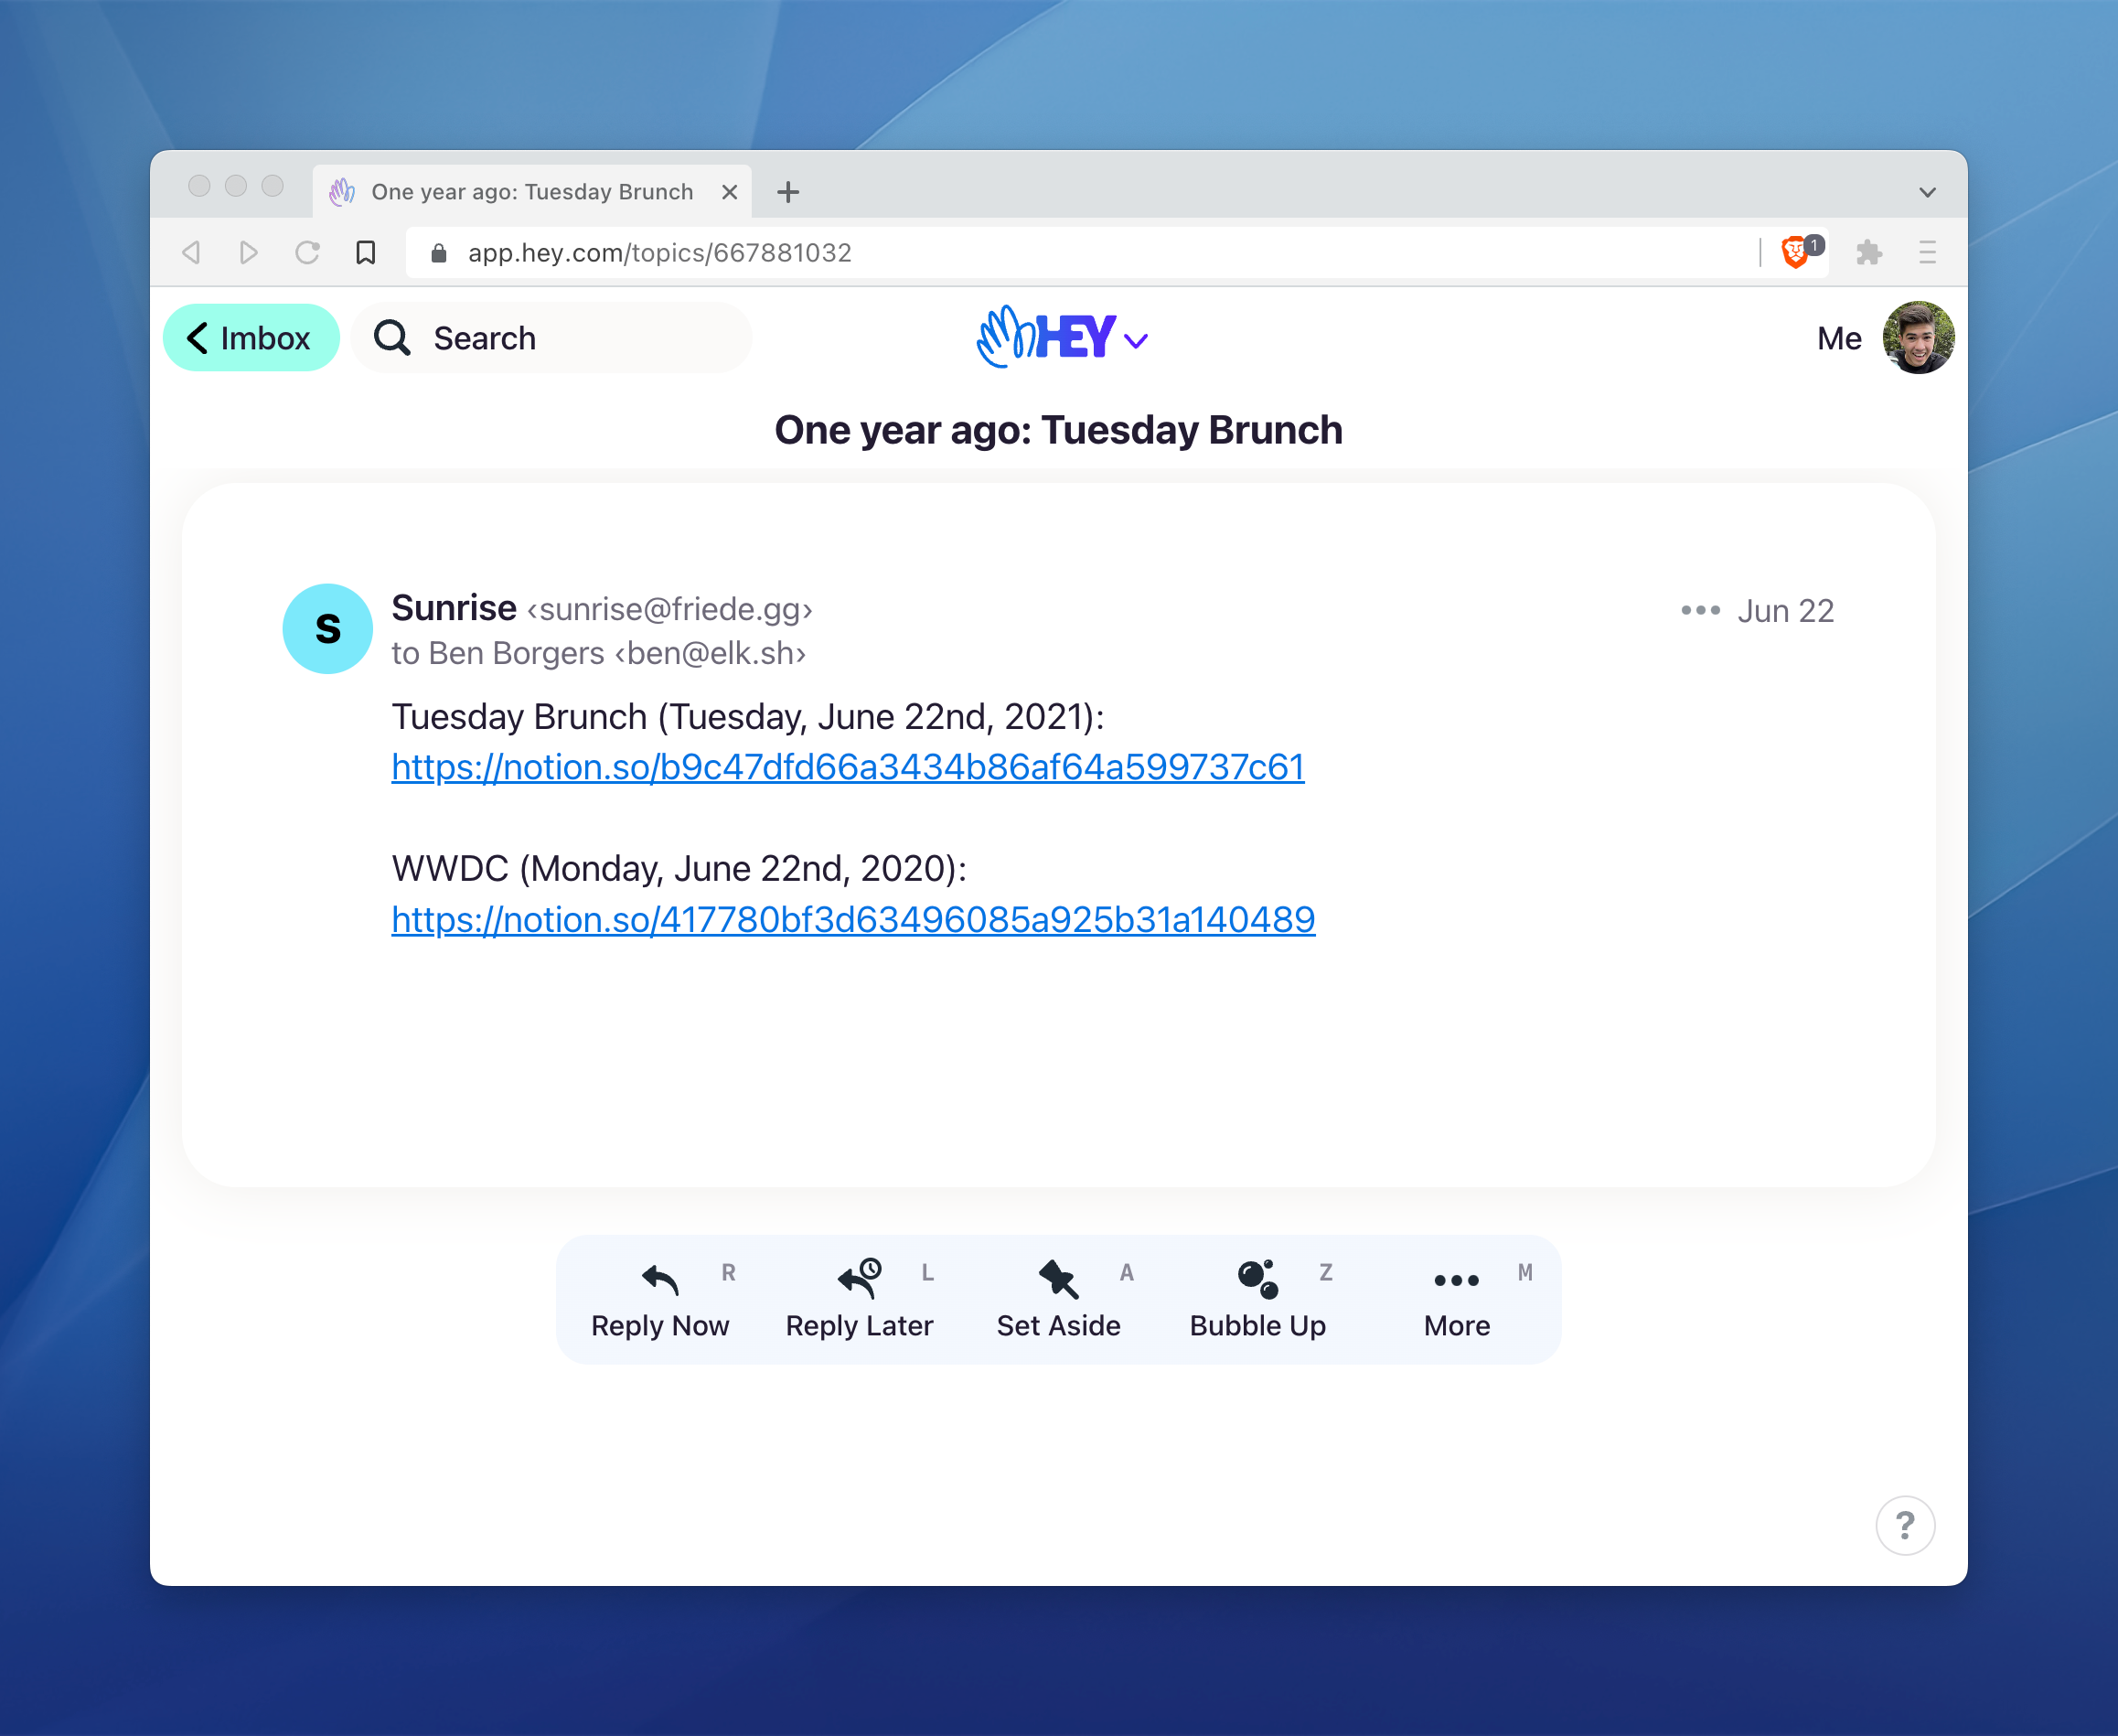 One year ago: Tuesday Brunch
app.hey.com/topics/667881032
1
Imbox
Search
HEY
Me
One year ago: Tuesday Brunch
S
Sunrise <sunrise@friede.gg>
Jun 22
to Ben Borgers <ben@elk.sh>
Tuesday Brunch (Tuesday, June 22nd, 2021):
https://notion.so/b9c47dfd66a3434b86af64a599737c61
WWDC (Monday, June 22nd, 2020):
https://notion.so/417780bf3d63496085a925b31a140489
R L A Z M
Reply Now Reply Later Set Aside Bubble Up More
?